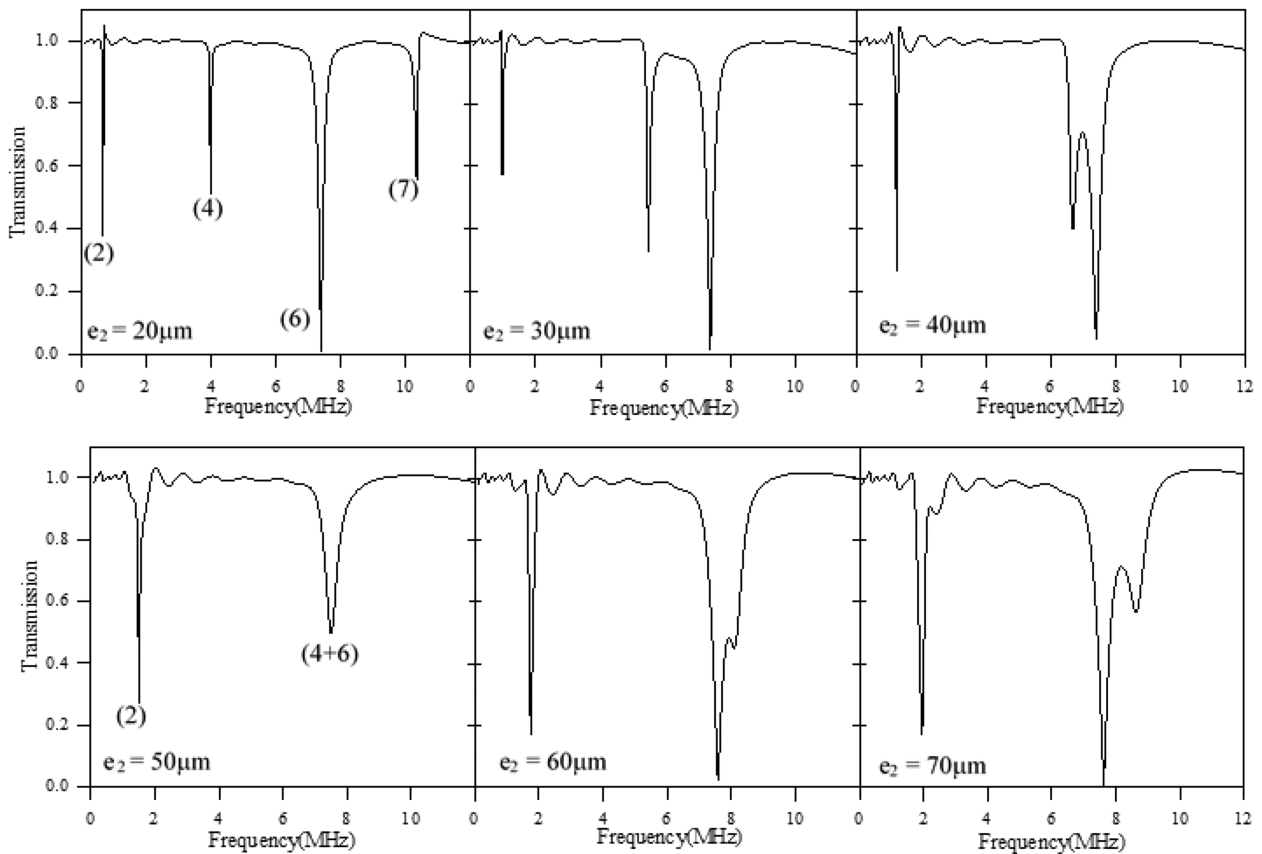 1.0
0.8
0.6
0.4
0.2
0.0
Transmission
(2)
(4)
(6)
(7)
e2 = 20μm
0 2 4 6 8 10
Frequency(MHz)
e2 = 30μm
0 2 4 6 8 10
Frequency(MHz)
e2 = 40μm
0 2 4 6 8 10 12
Frequency(MHz)
1.0
0.8
0.6
0.4
0.2
0.0
Transmission
(4+6)
(2)
e2 = 50μm
0 2 4 6 8 10
Frequency(MHz)
e2 = 60μm
0 2 4 6 8 10
Frequency(MHz)
e2 = 70μm
0 2 4 6 8 10 12
Frequency(MHz)